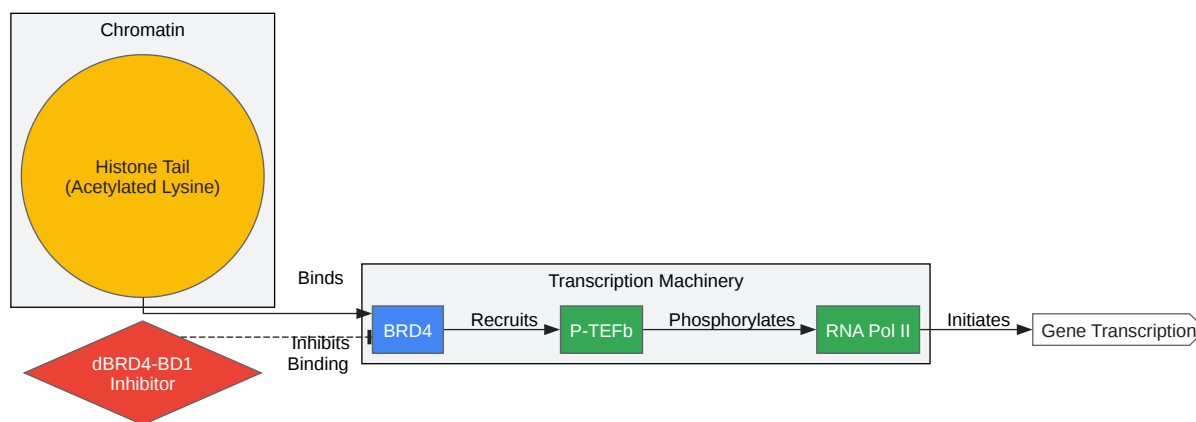 Chromatin
Histone Tail
(Acetylated Lysine)
Binds
Transcription Machinery
BRD4
Recruits
P-TEFb
Phosphorylates
RNA Pol II
Initiates
Gene Transcription
Inhibits
Binding
dBRD4-BD1
Inhibitor